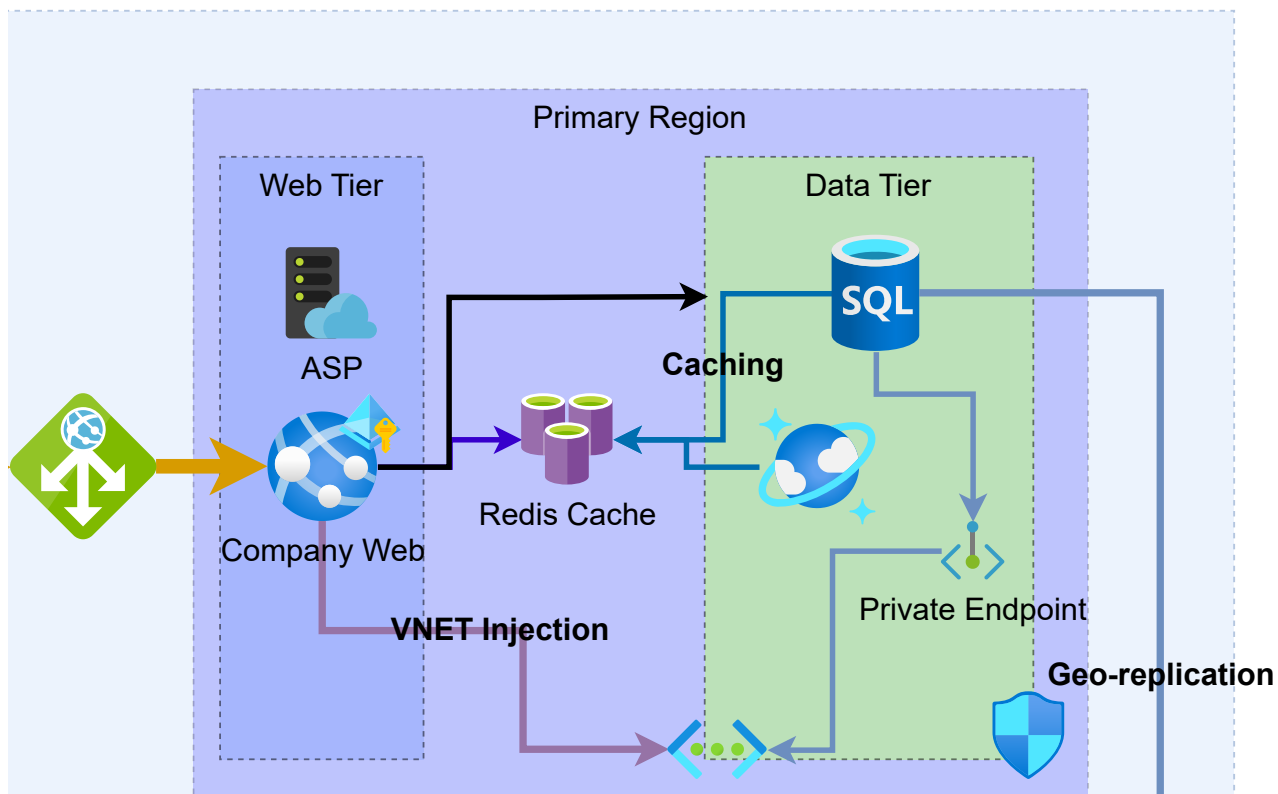 Primary Region
Web Tier
Data Tier
SQL
ASP
Caching
Redis Cache
Company Web
Private Endpoint
VNET Injection
Geo-replication